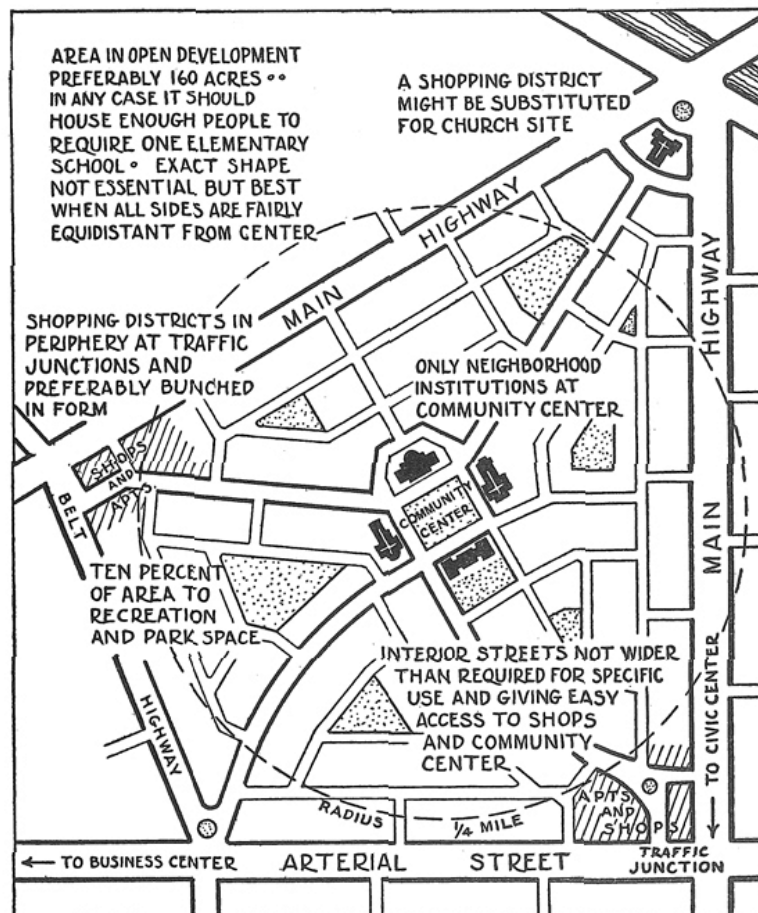 AREA IN OPEN DEVELOPMENT
PREFERABLY 160 ACRES••
IN ANY CASE IT SHOULD
HOUSE ENOUGH PEOPLE TO
REQUIRE ONE ELEMENTARY
SCHOOL• EXACT SHAPE
NOT ESSENTIAL BUT BEST
WHEN ALL SIDES ARE FAIRLY
EQUIDISTANT FROM CENTER
A SHOPPING DISTRICT
MIGHT BE SUBSTITUTED
FOR CHURCH SITE
MAIN HIGHWAY
HIGHWAY
MAIN
SHOPPING DISTRICTS IN
PERIPHERY AT TRAFFIC
JUNCTIONS AND
PREFERABLY BUNCHED
IN FORM
ONLY NEIGHBORHOOD
INSTITUTIONS AT
COMMUNITY CENTER
SHOPS
AND
APTS.
BELT
HIGHWAY
COMMUNITY
CENTER
TEN PERCENT
OF AREA TO
RECREATION
AND PARK SPACE
INTERIOR STREETS NOT WIDER
THAN REQUIRED FOR SPECIFIC
USE AND GIVING EASY
ACCESS TO SHOPS
AND COMMUNITY
CENTER
→ TO CIVIC CENTER
APTS.
AND
SHOPS
RADIUS 1/4 MILE
← TO BUSINESS CENTER
ARTERIAL STREET
TRAFFIC
JUNCTION